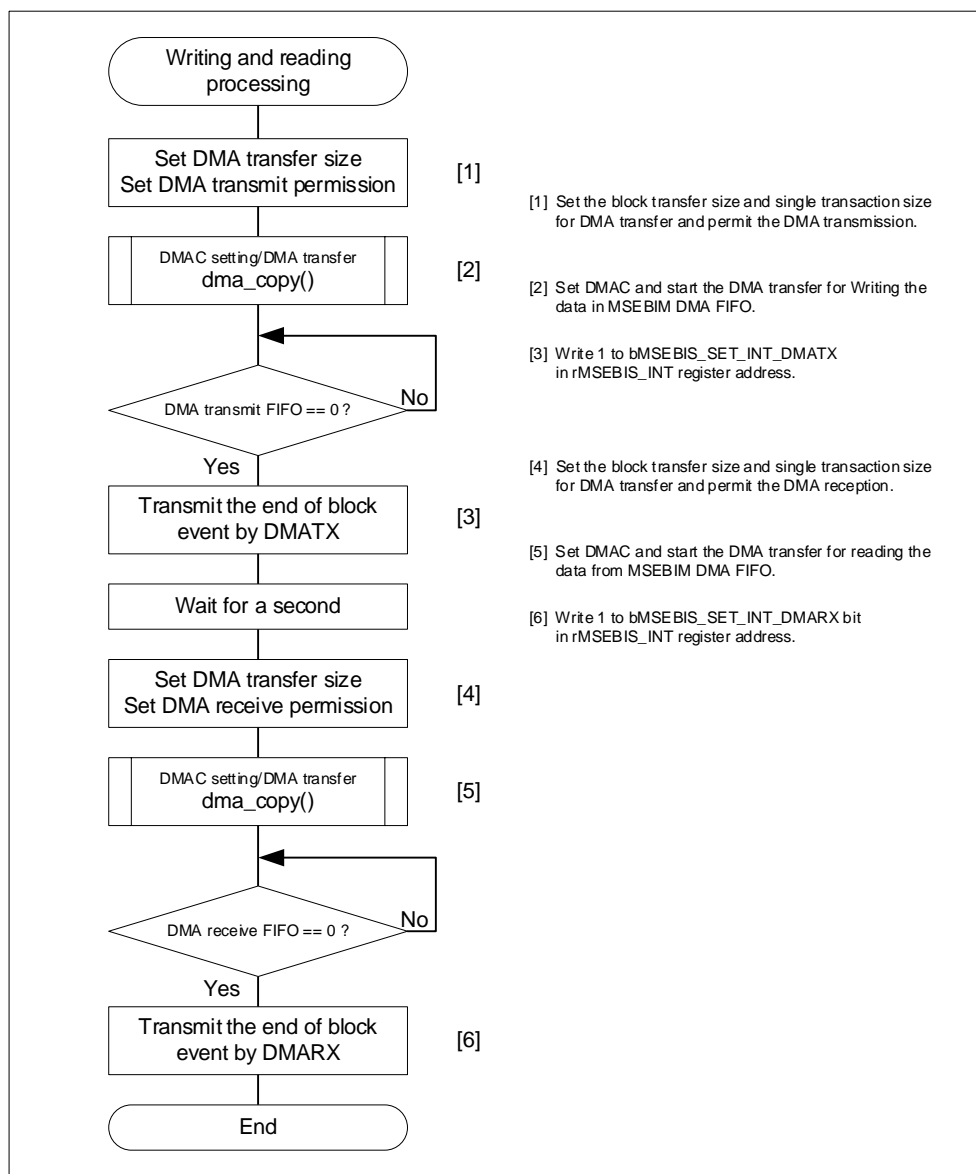 Writing and reading
processing
Set DMA transfer size
Set DMA transmit permission
[1]
DMAC setting/DMA transfer
dma_copy()
[2]
DMA transmit FIFO == 0 ?
No
Yes
Transmit the end of block
event by DMATX
[3]
Wait for a second
Set DMA transfer size
Set DMA receive permission
[4]
DMAC setting/DMA transfer
dma_copy()
[5]
DMA receive FIFO == 0 ?
No
Yes
Transmit the end of block
event by DMARX
[6]
End
[1] Set the block transfer size and single transaction size
for DMA transfer and permit the DMA transmission.
[2] Set DMAC and start the DMA transfer for Writing the
data in MSEBIM DMA FIFO.
[3] Write 1 to bMSEBIS_SET_INT_DMATX
in rMSEBIS_INT register address.
[4] Set the block transfer size and single transaction size
for DMA transfer and permit the DMA reception.
[5] Set DMAC and start the DMA transfer for reading the
data from MSEBIM DMA FIFO.
[6] Write 1 to bMSEBIS_SET_INT_DMARX bit
in rMSEBIS_INT register address.